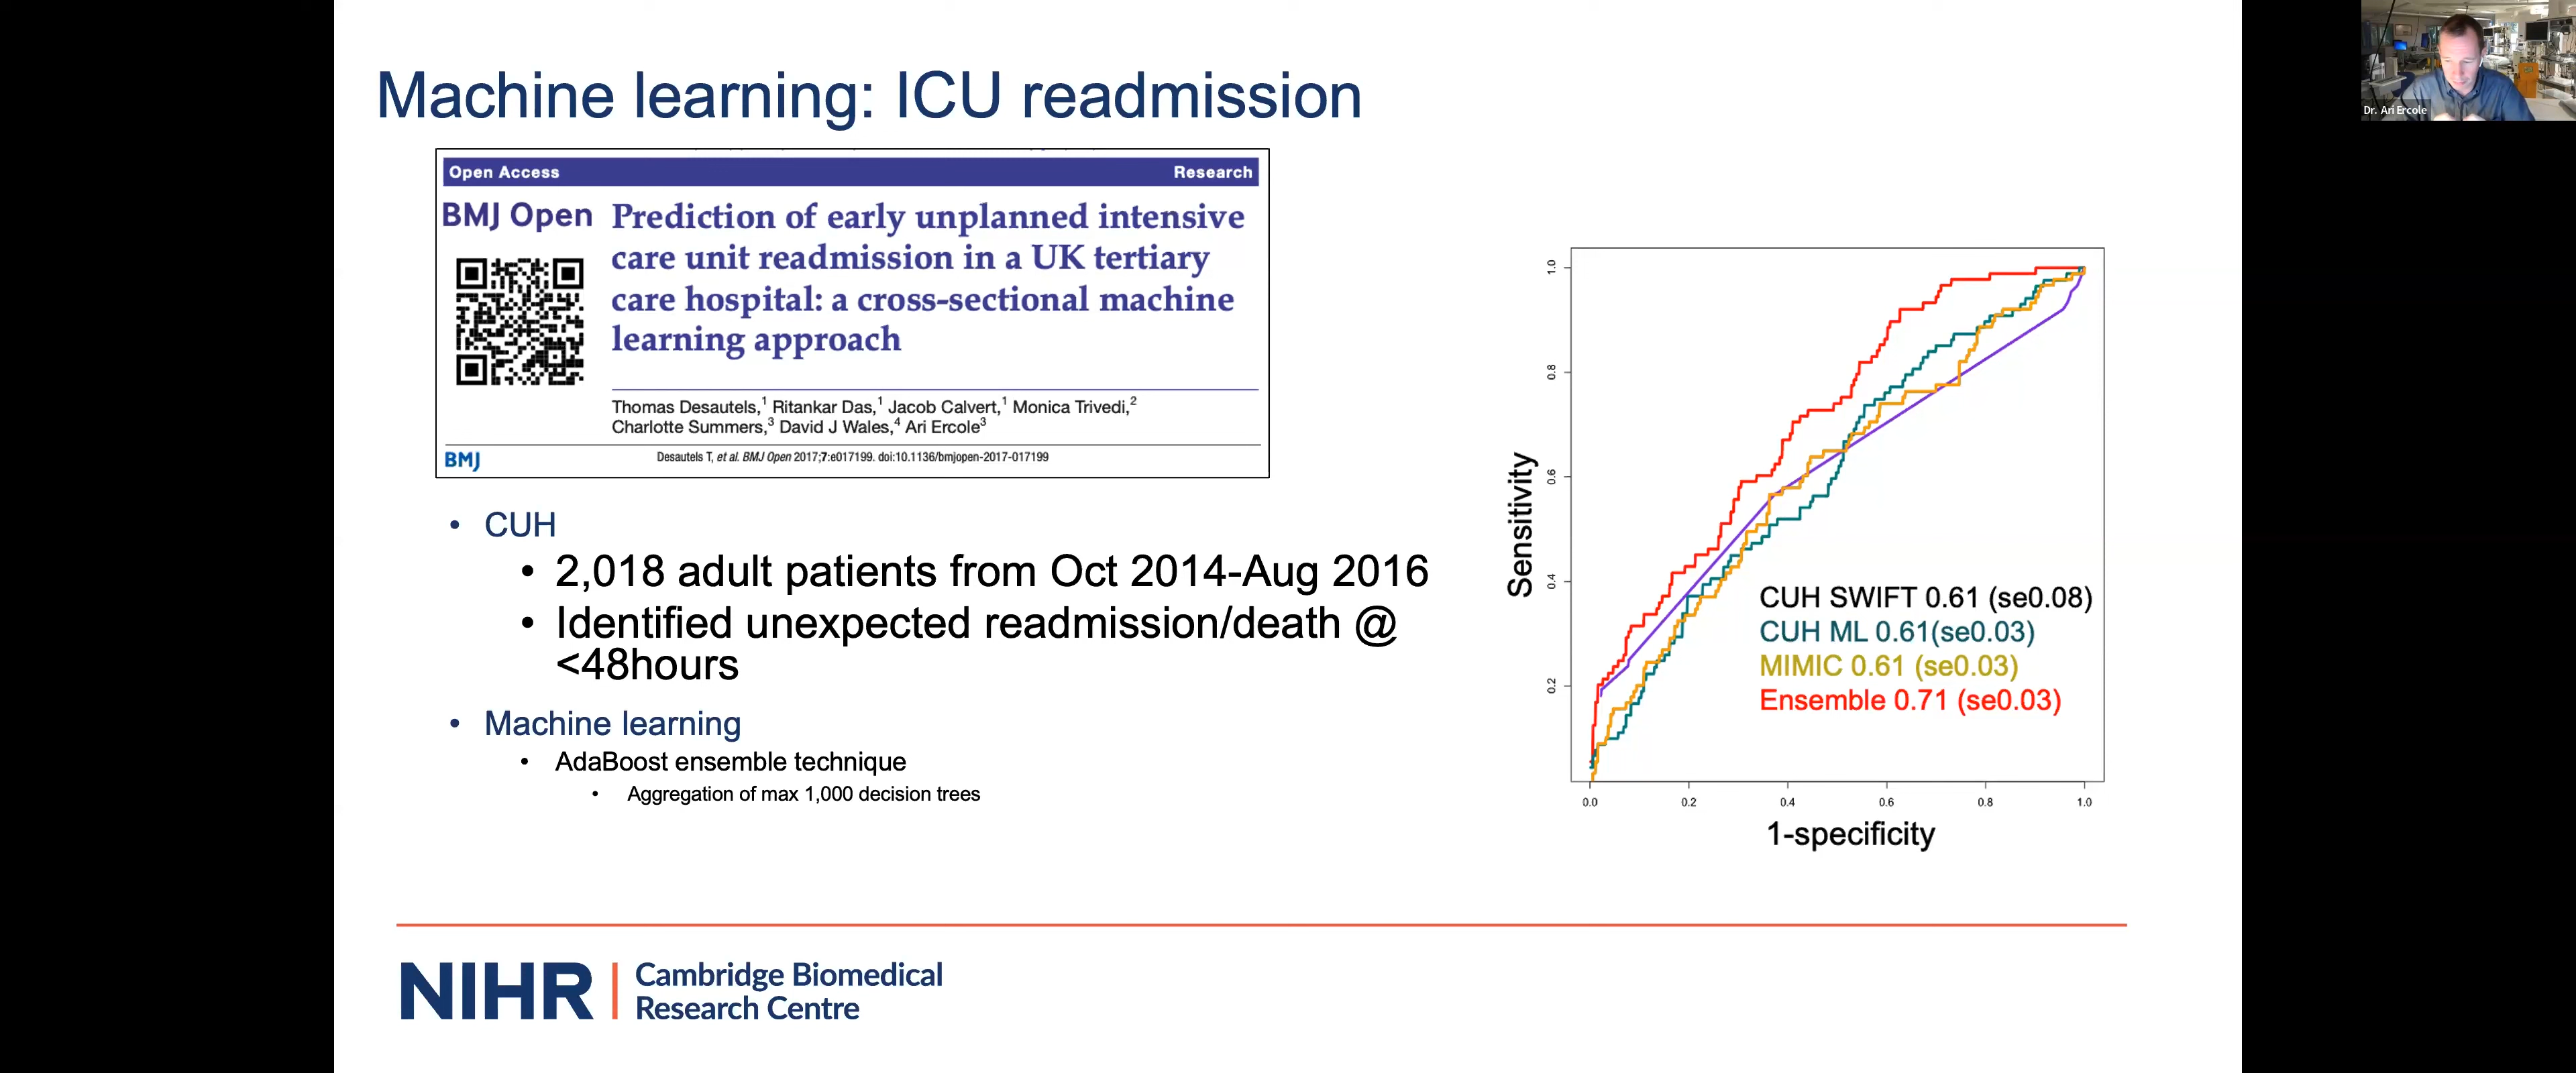 Machine learning: ICU readmission
Open Access Research
BMJ Open
Prediction of early unplanned intensive
care unit readmission in a UK tertiary
care hospital: a cross-sectional machine
learning approach
Thomas Desautels,1 Ritankar Das,1 Jacob Calvert,1 Monica Trivedi,2
Charlotte Summers,3 David J Wales,4 Ari Ercole3
BMJ
Desautels T, et al. BMJ Open 2017;7:e017199. doi:10.1136/bmjopen-2017-017199
• CUH
• 2,018 adult patients from Oct 2014-Aug 2016
• Identified unexpected readmission/death @
<48hours
• Machine learning
• AdaBoost ensemble technique
• Aggregation of max 1,000 decision trees
Sensitivity
1.0
0.8
0.6
0.4
0.2
CUH SWIFT 0.61 (se0.08)
CUH ML 0.61(se0.03)
MIMIC 0.61 (se0.03)
Ensemble 0.71 (se0.03)
0.0 0.2 0.4 0.6 0.8 1.0
1-specificity
NIHR
Cambridge Biomedical
Research Centre
Dr. Ari Ercole